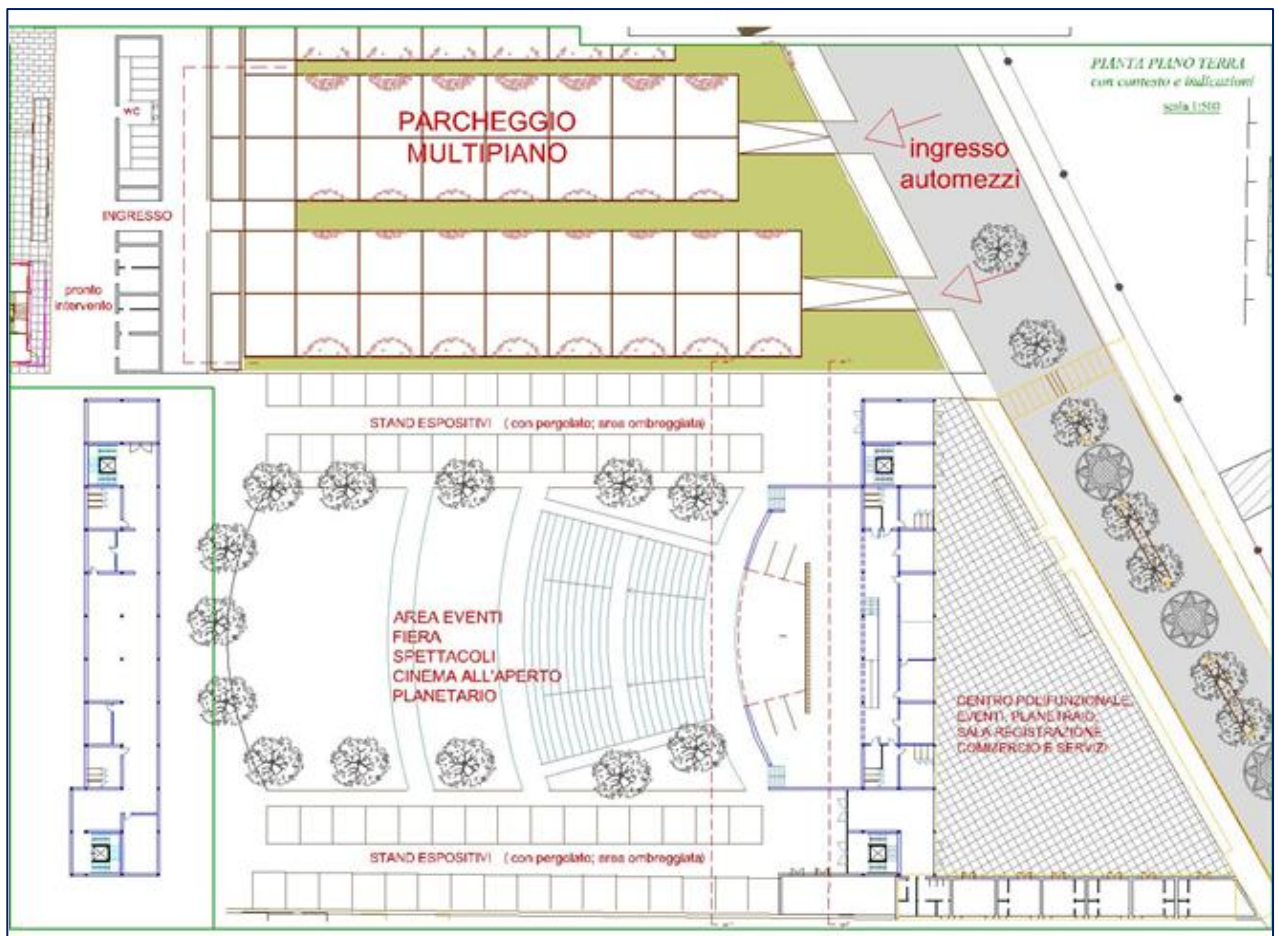 PIANTA PIANO TERRA
con contesto e indicazioni
scala 1:500
WC
PARCHEGGIO
MULTIPIANO
ingresso
automezzi
INGRESSO
pronto
intervento
STAND ESPOSITIVI (con pergolato; area ombreggiata)
AREA EVENTI
FIERA
SPETTACOLI
CINEMA ALL'APERTO
PLANETARIO
CENTRO POLIFUNZIONALE,
EVENTI, PLANETRAIO,
SALA REGISTRAZIONE
COMMERCIO E SERVIZI
STAND ESPOSITIVI (con pergolato; area ombreggiata)